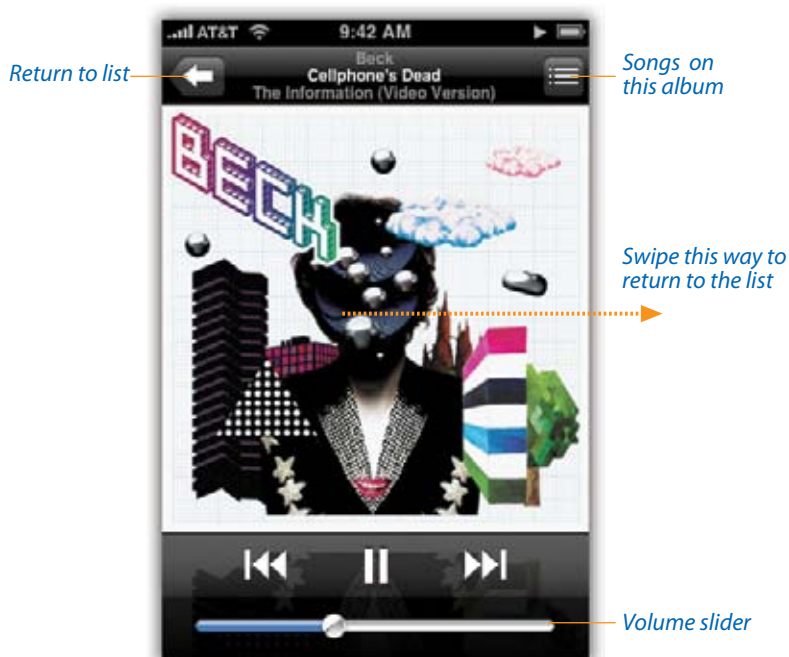 AT&T 9:42 AM
Beck
Cellphone's Dead
The Information (Video Version)
Return to list
Songs on
this album
BECK
Swipe this way to
return to the list
Volume slider